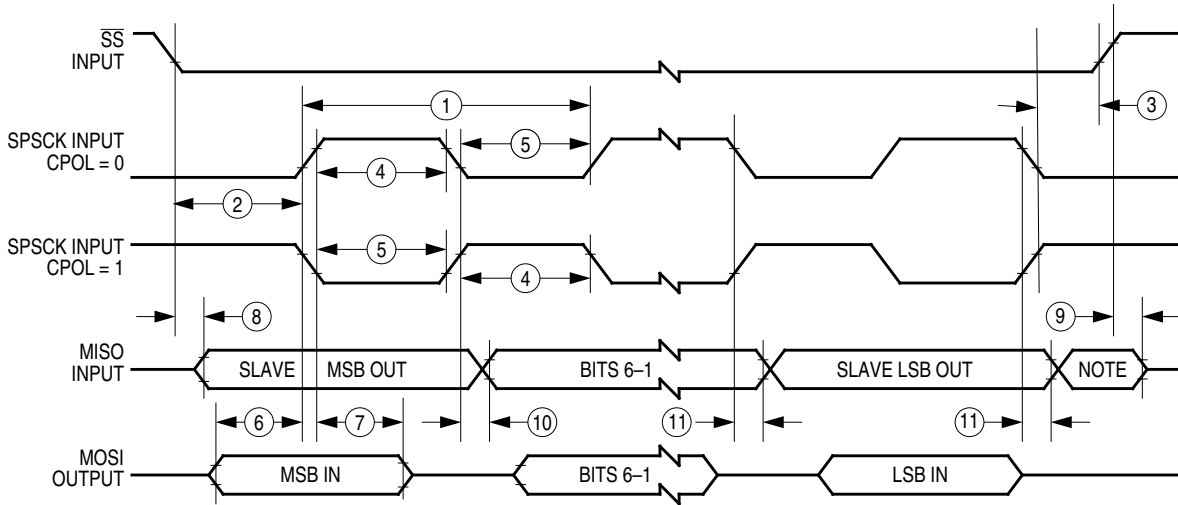 SS
INPUT
1
3
SPSCK INPUT
CPOL = 0
5
4
2
SPSCK INPUT
CPOL = 1
5
4
8
9
MISO
INPUT
SLAVE MSB OUT
BITS 6–1
SLAVE LSB OUT
NOTE
6
7
10
11
11
MOSI
OUTPUT
MSB IN
BITS 6–1
LSB IN